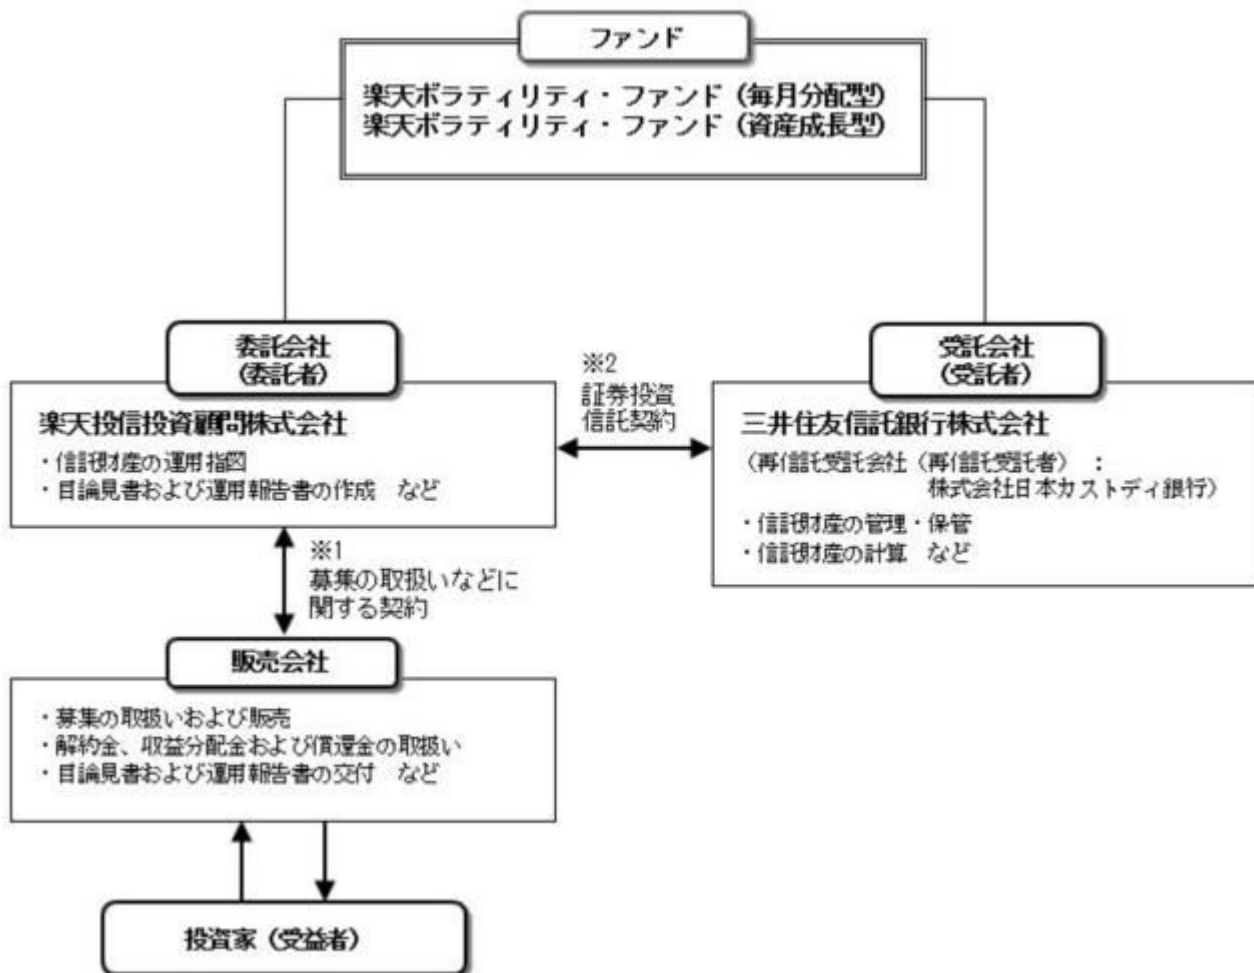 ファンド
楽天ボラティリティ・ファンド（毎月分配型）
楽天ボラティリティ・ファンド（資産成長型）
委託会社
（委託者）
楽天投信投資顧問株式会社
・信託財産の運用指図
・目論見書および運用報告書の作成　など
※2
証券投資
信託契約
受託会社
（受託者）
三井住友信託銀行株式会社
（再信託受託会社（再信託受託者）：
株式会社日本カストディ銀行）
・信託財産の管理・保管
・信託財産の計算　など
※1
募集の取扱いなどに
関する契約
販売会社
・募集の取扱いおよび販売
・解約金、収益分配金および償還金の取扱い
・目論見書および運用報告書の交付　など
投資家（受益者）